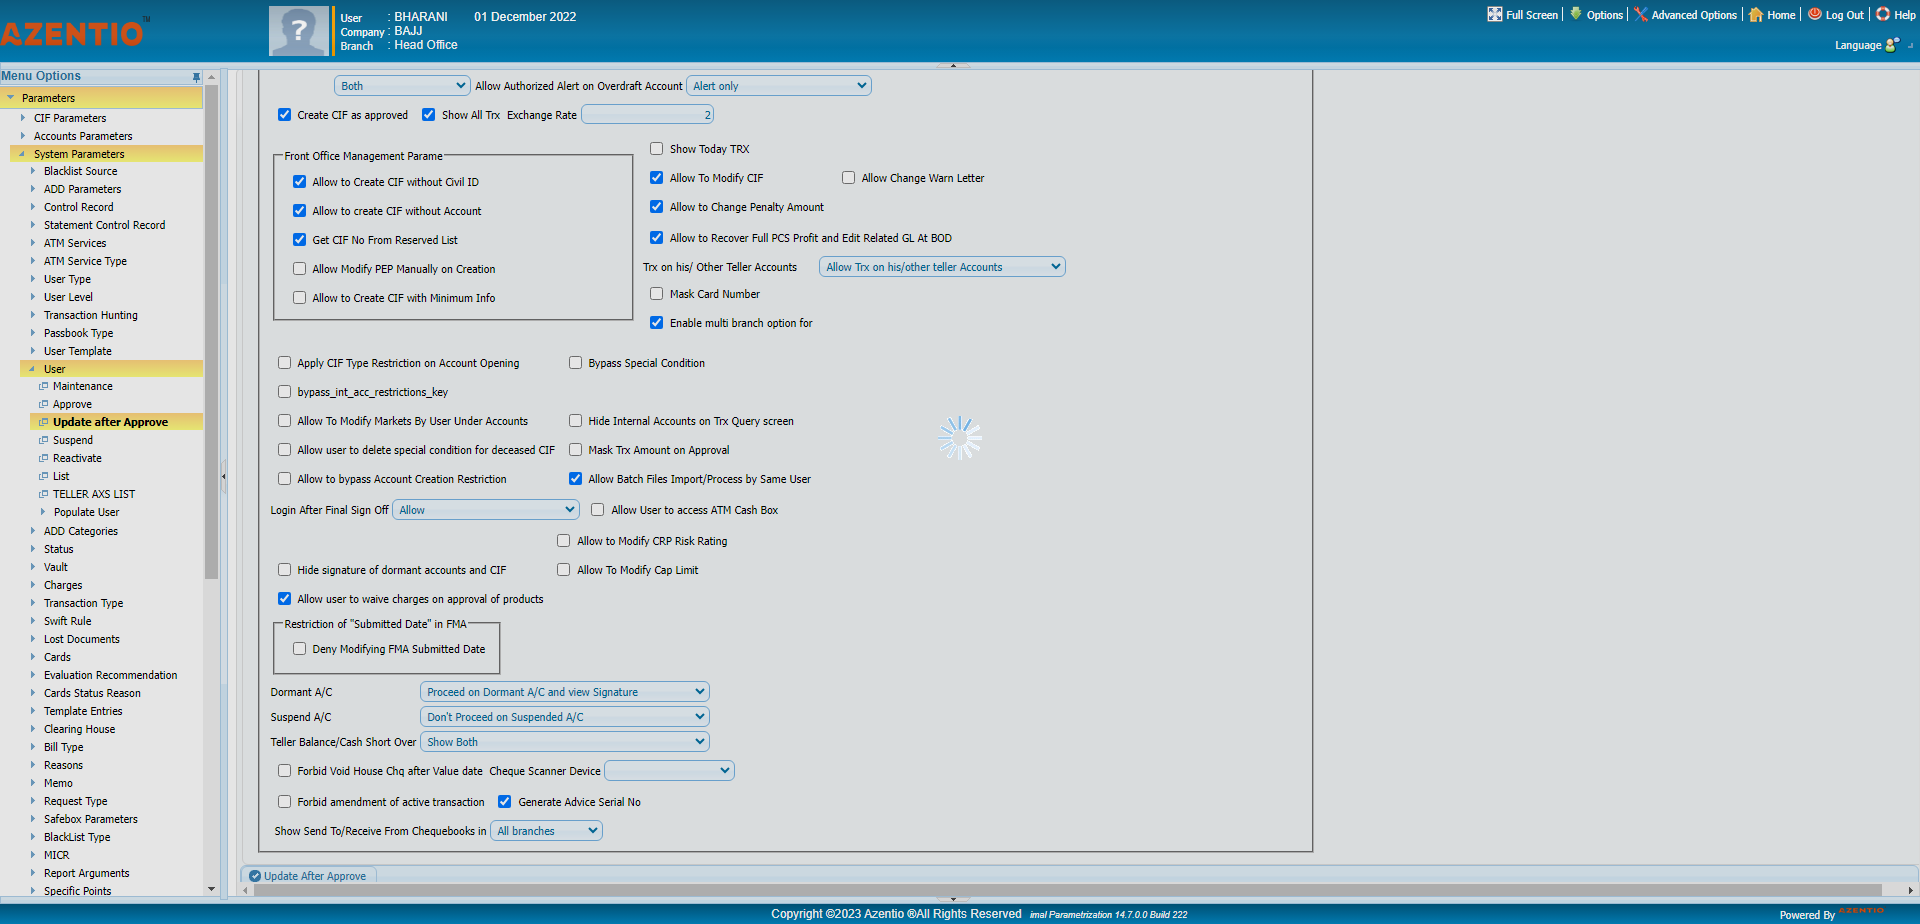 AZENTIO™
User : BHARANI 01 December 2022
Company : BAJJ
Branch : Head Office
Full Screen Options Advanced Options Home Log Out Help
Language
Menu Options
Parameters
CIF Parameters
Accounts Parameters
System Parameters
Blacklist Source
ADD Parameters
Control Record
Statement Control Record
ATM Services
ATM Service Type
User Type
User Level
Transaction Hunting
Passbook Type
User Template
User
Maintenance
Approve
Update after Approve
Suspend
Reactivate
List
TELLER AXS LIST
Populate User
ADD Categories
Status
Vault
Charges
Transaction Type
Swift Rule
Lost Documents
Cards
Evaluation Recommendation
Cards Status Reason
Template Entries
Clearing House
Bill Type
Reasons
Memo
Request Type
Safebox Parameters
BlackList Type
MICR
Report Arguments
Specific Points
Both Allow Authorized Alert on Overdraft Account Alert only
Create CIF as approved Show All Trx Exchange Rate 2
Front Office Management Parame
Allow to Create CIF without Civil ID
Allow to create CIF without Account
Get CIF No From Reserved List
Allow Modify PEP Manually on Creation
Allow to Create CIF with Minimum Info
Show Today TRX
Allow To Modify CIF Allow Change Warn Letter
Allow to Change Penalty Amount
Allow to Recover Full PCS Profit and Edit Related GL At BOD
Trx on his/ Other Teller Accounts Allow Trx on his/other teller Accounts
Mask Card Number
Enable multi branch option for
Apply CIF Type Restriction on Account Opening Bypass Special Condition
bypass_int_acc_restrictions_key
Allow To Modify Markets By User Under Accounts Hide Internal Accounts on Trx Query screen
Allow user to delete special condition for deceased CIF Mask Trx Amount on Approval
Allow to bypass Account Creation Restriction Allow Batch Files Import/Process by Same User
Login After Final Sign Off Allow Allow User to access ATM Cash Box
Allow to Modify CRP Risk Rating
Hide signature of dormant accounts and CIF Allow To Modify Cap Limit
Allow user to waive charges on approval of products
Restriction of "Submitted Date" in FMA
Deny Modifying FMA Submitted Date
Dormant A/C Proceed on Dormant A/C and view Signature
Suspend A/C Don't Proceed on Suspended A/C
Teller Balance/Cash Short Over Show Both
Forbid Void House Chq after Value date Cheque Scanner Device
Forbid amendment of active transaction Generate Advice Serial No
Show Send To/Receive From Chequebooks in All branches
Update After Approve
Copyright ©2023 Azentio ®All Rights Reserved imal Parametrization 14.7.0.0 Build 222
Powered By AZENTIO